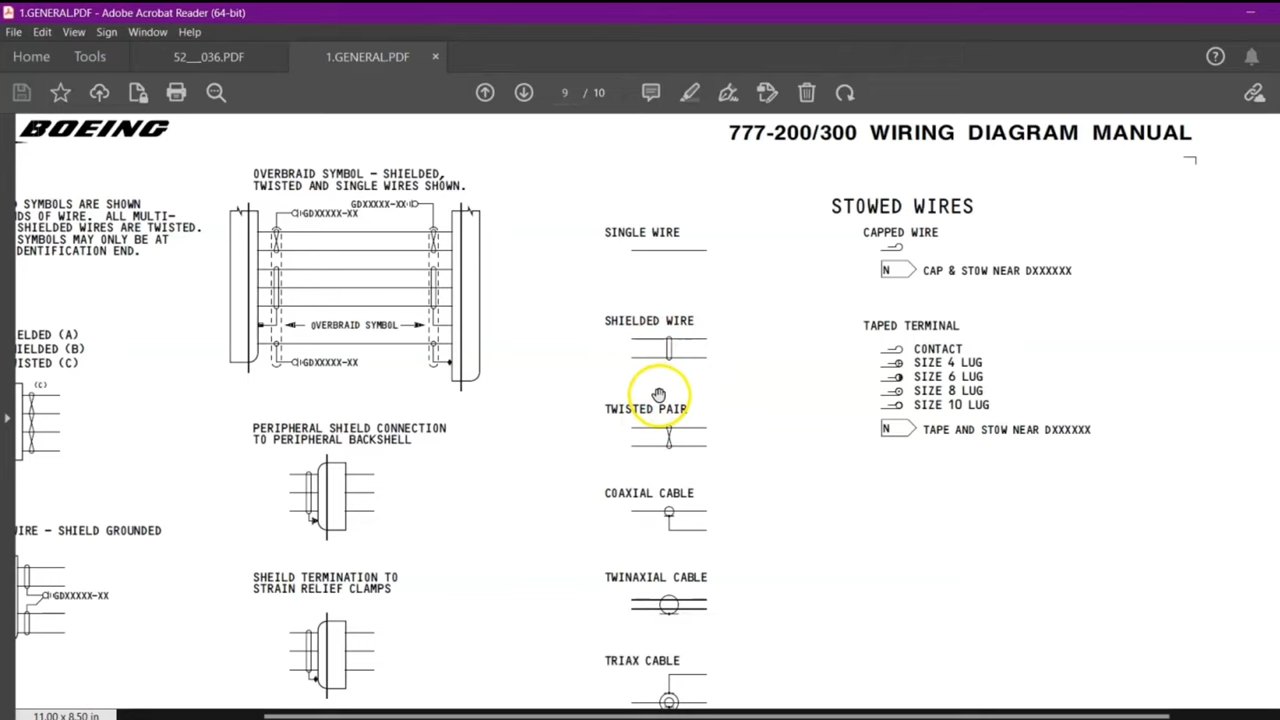 1.GENERAL.PDF - Adobe Acrobat Reader (64-bit)
File Edit View Sign Window Help
Home Tools 52__036.PDF 1.GENERAL.PDF ×
9 / 10
BOEING
777-200/300 WIRING DIAGRAM MANUAL
SYMBOLS ARE SHOWN
OF WIRE. ALL MULTI-
SHIELDED WIRES ARE TWISTED.
SYMBOLS MAY ONLY BE AT
DENTIFICATION END.
ELDED (A)
IELDED (B)
ISTED (C)
(C)
IRE - SHIELD GROUNDED
GDXXXXX-XX
OVERBRAID SYMBOL - SHIELDED,
TWISTED AND SINGLE WIRES SHOWN.
GDXXXXX-XX
GDXXXXX-XX
OVERBRAID SYMBOL
GDXXXXX-XX
PERIPHERAL SHIELD CONNECTION
TO PERIPHERAL BACKSHELL
SHEILD TERMINATION TO
STRAIN RELIEF CLAMPS
SINGLE WIRE
SHIELDED WIRE
TWISTED PAIR
COAXIAL CABLE
TWINAXIAL CABLE
TRIAX CABLE
STOWED WIRES
CAPPED WIRE
N CAP & STOW NEAR DXXXXXX
TAPED TERMINAL
CONTACT
SIZE 4 LUG
SIZE 6 LUG
SIZE 8 LUG
SIZE 10 LUG
N TAPE AND STOW NEAR DXXXXXX
11.00 x 8.50 in